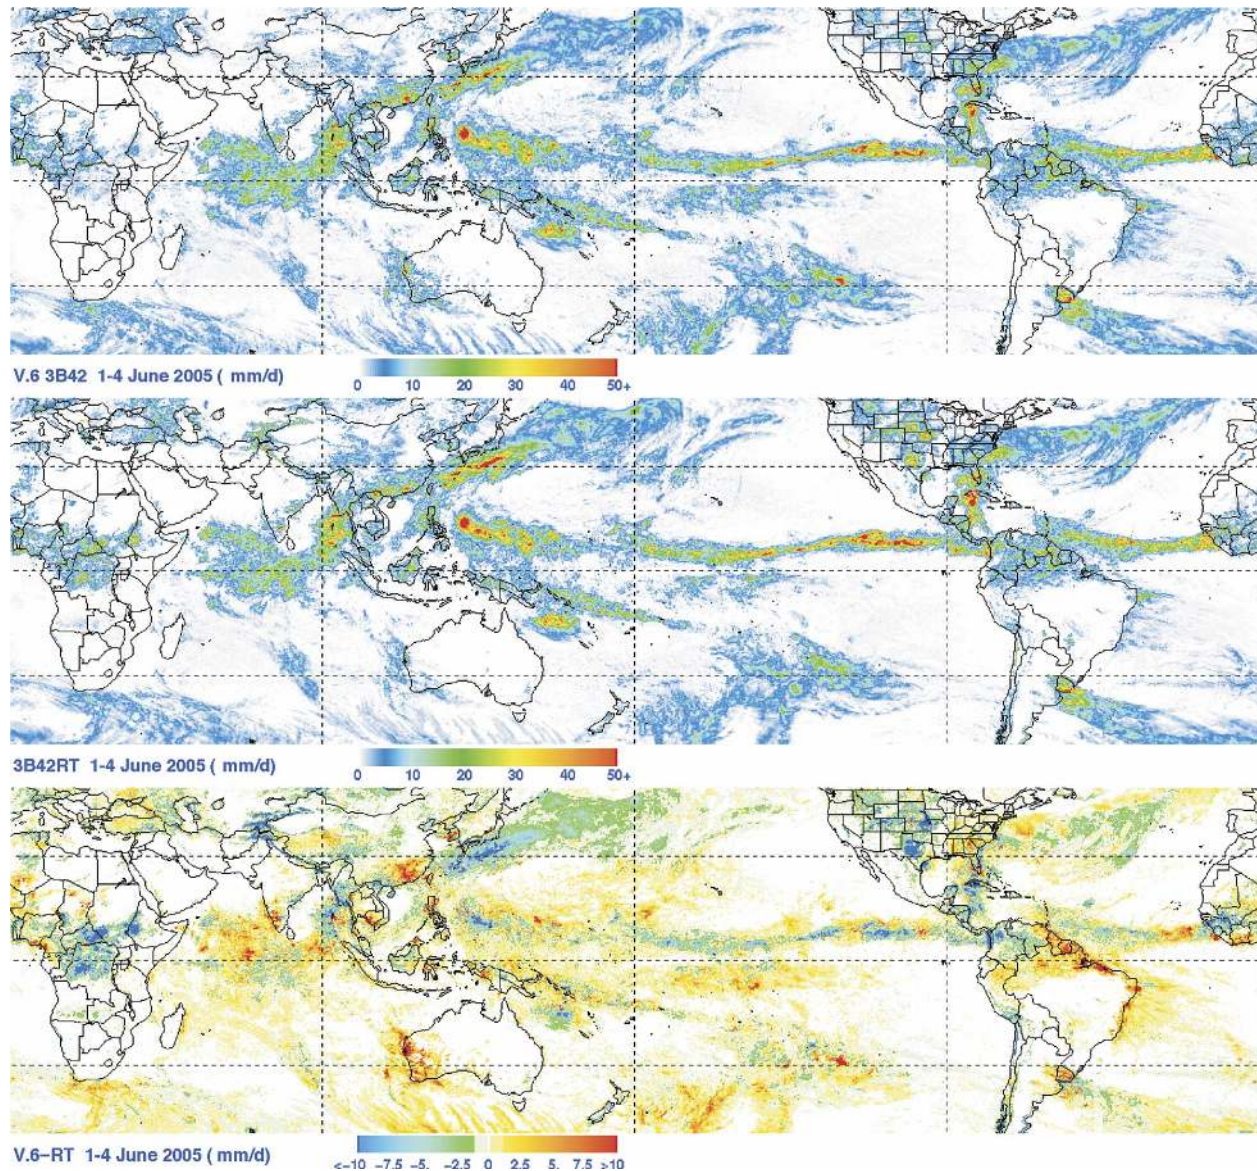 V.6 3B42 1-4 June 2005 ( mm/d)
0 10 20 30 40 50+
3B42RT 1-4 June 2005 ( mm/d)
0 10 20 30 40 50+
V.6-RT 1-4 June 2005 ( mm/d)
<-10 -7.5 -5. -2.5 0 2.5 5. 7.5 >10